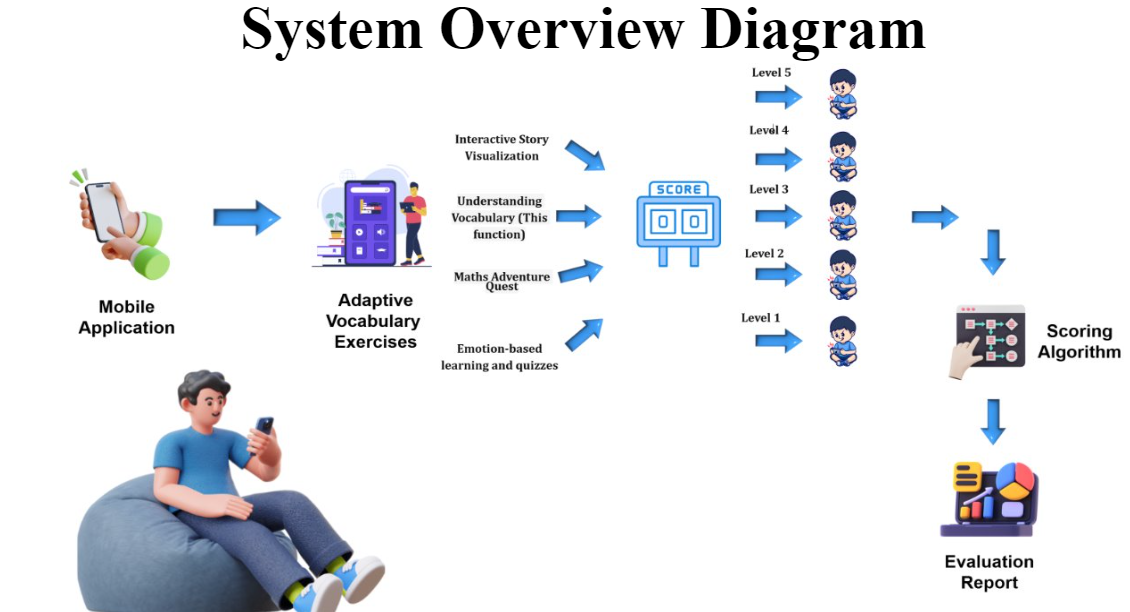 System Overview Diagram
Mobile
Application
Adaptive
Vocabulary
Exercises
Interactive Story
Visualization
Understanding
Vocabulary (This
function)
Maths Adventure
Quest
Emotion-based
learning and quizzes
SCORE
0 0
Level 5
Level 4
Level 3
Level 2
Level 1
Scoring
Algorithm
Evaluation
Report